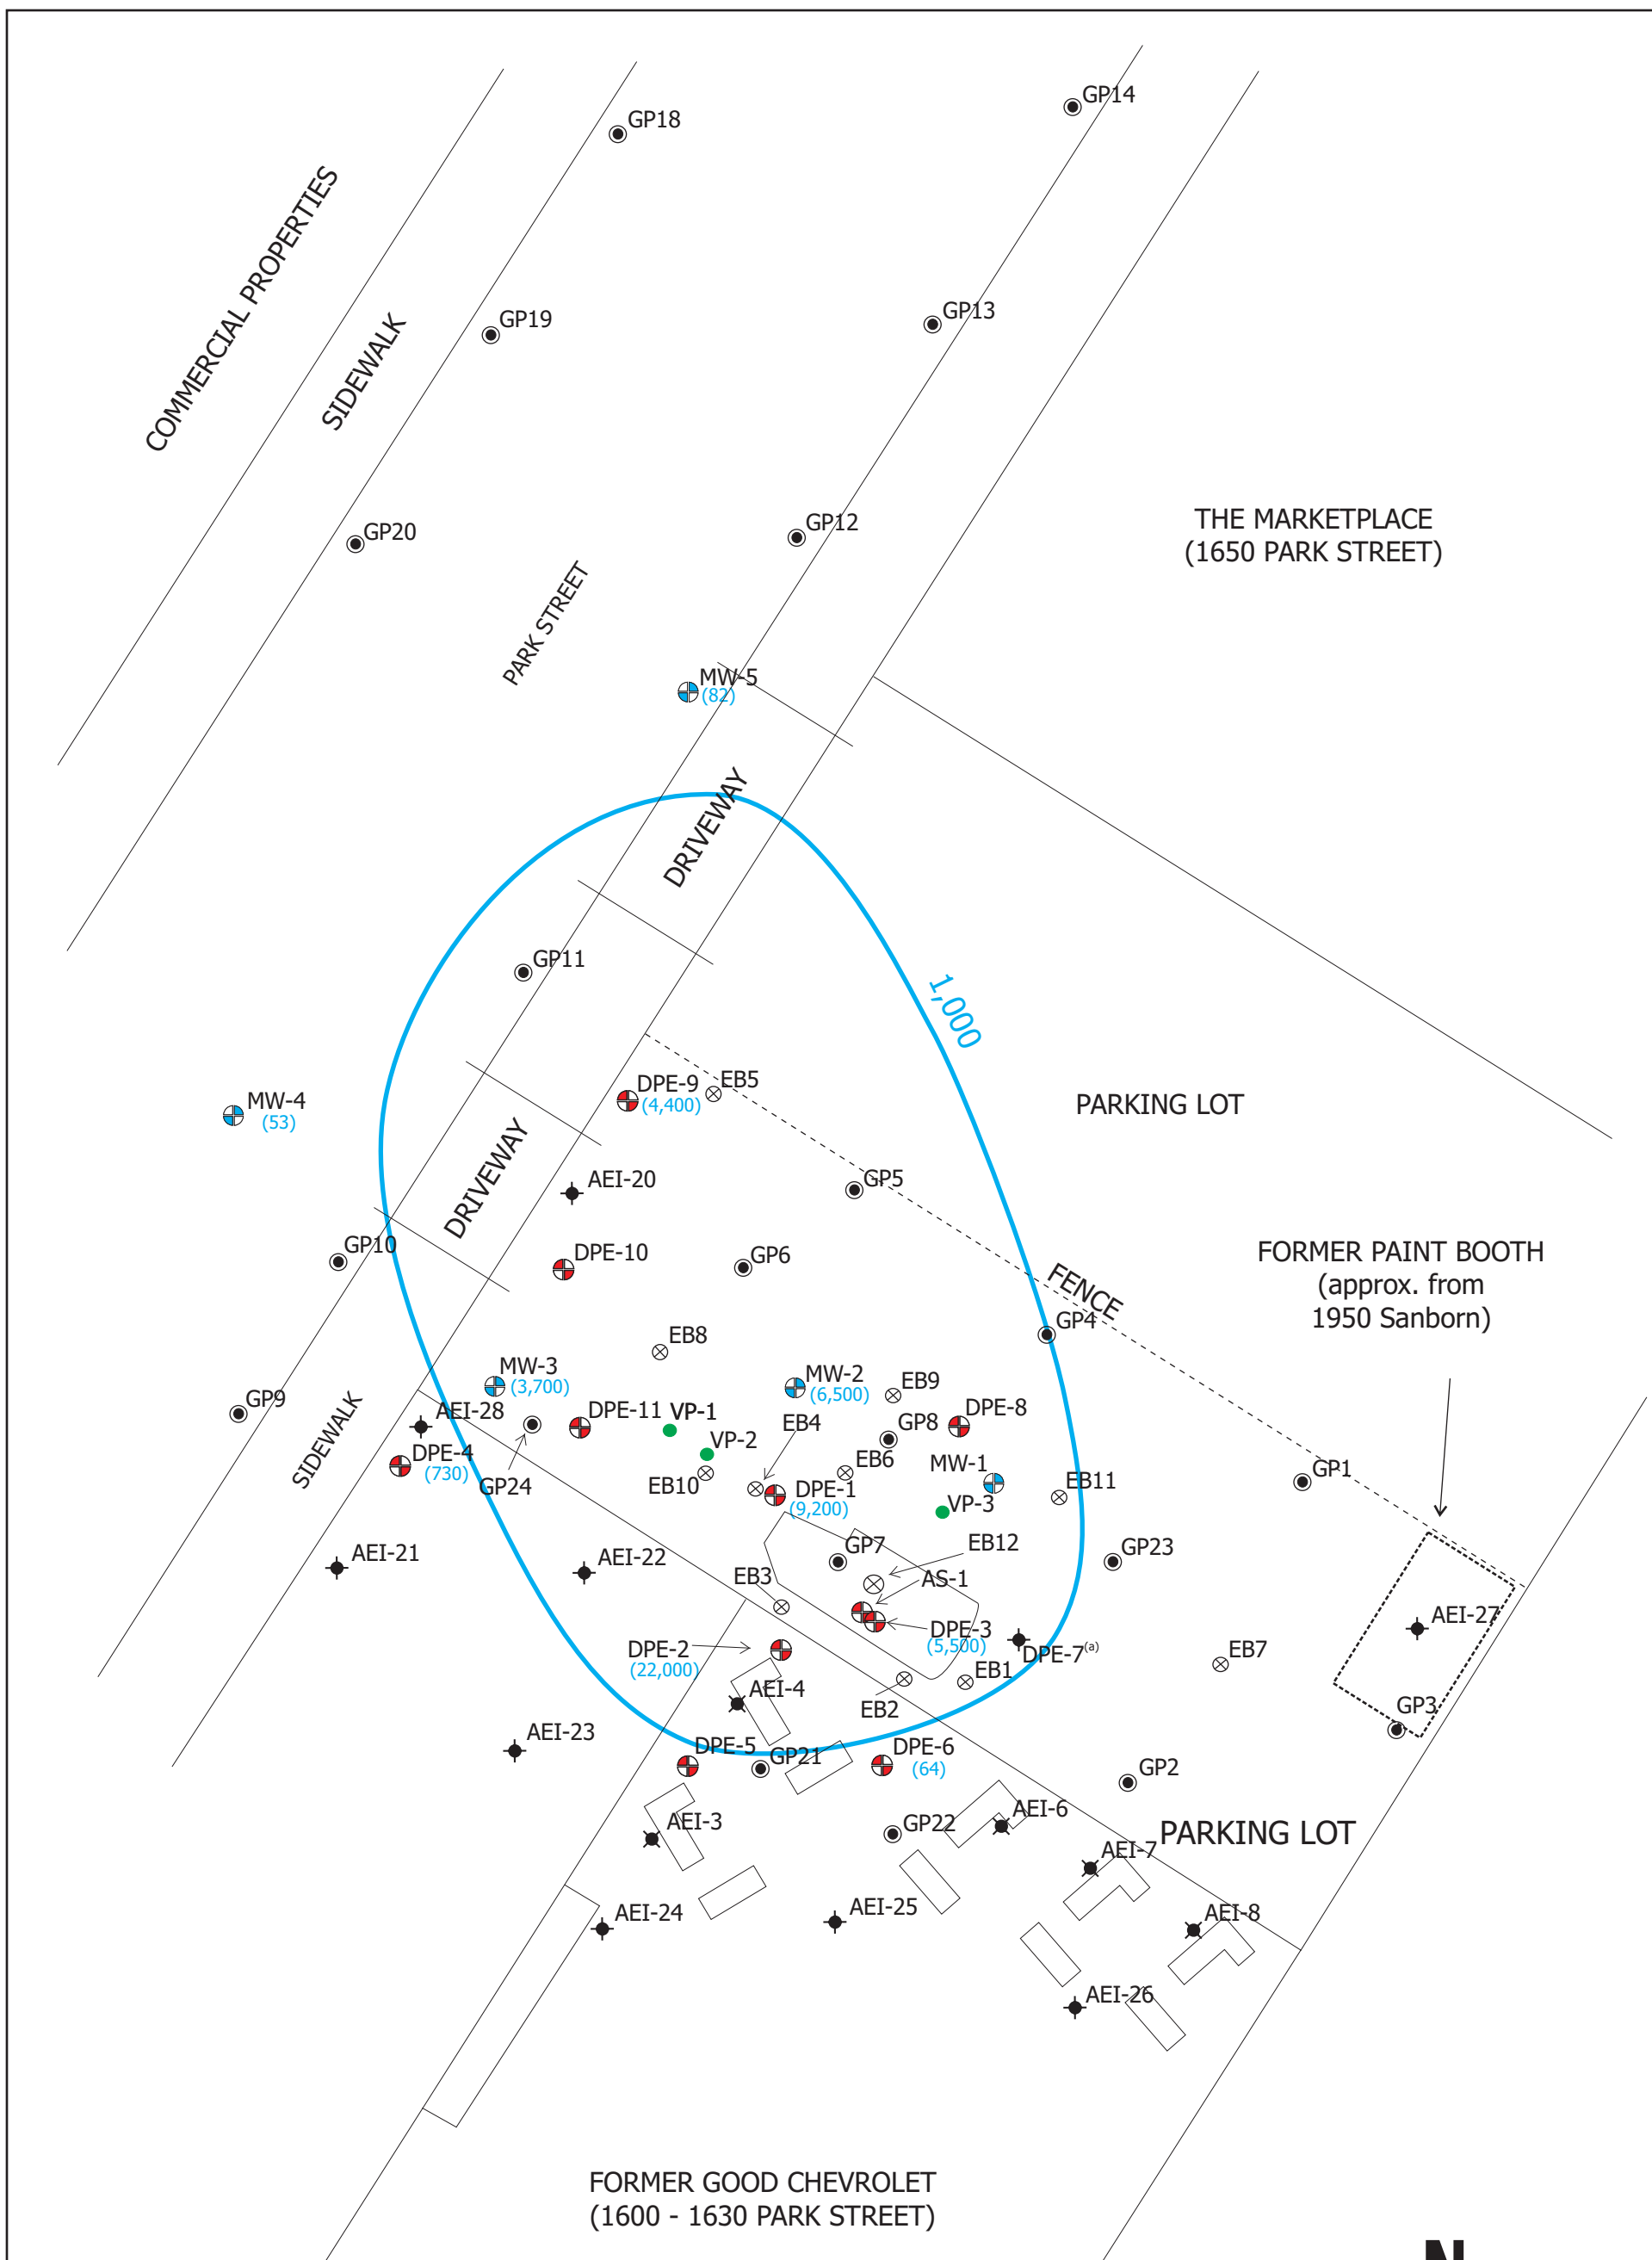 GP14
GP18
COMMERCIAL PROPERTIES
GP13
GP19
SIDEWALK
GP12
GP20
THE MARKETPLACE
(1650 PARK STREET)
PARK STREET
MW-5
(82)
DRIVEWAY
GP11
1,000
DPE-9
(4,400)
EB5
MW-4
(53)
PARKING LOT
DRIVEWAY
AEI-20
GP5
GP10
DPE-10
GP6
FENCE
FORMER PAINT BOOTH
(approx. from
1950 Sanborn)
GP4
EB8
MW-3
(3,700)
MW-2
(6,500)
EB9
GP9
AEI-28
DPE-11
VP-1
EB4
GP8
DPE-8
SIDEWALK
DPE-4
(730)
VP-2
GP24
EB10
EB6
MW-1
GP1
DPE-1
(9,200)
EB11
VP-3
AEI-21
AEI-22
GP7
EB12
GP23
EB3
AS-1
AEI-27
DPE-2
(22,000)
DPE-3
(5,500)
DPE-7(a)
EB7
EB1
AEI-4
EB2
GP3
AEI-23
DPE-5
GP21
DPE-6
(64)
GP2
AEI-3
GP22
AEI-6
PARKING LOT
AEI-7
AEI-24
AEI-25
AEI-8
AEI-26
FORMER GOOD CHEVROLET
(1600 - 1630 PARK STREET)
N